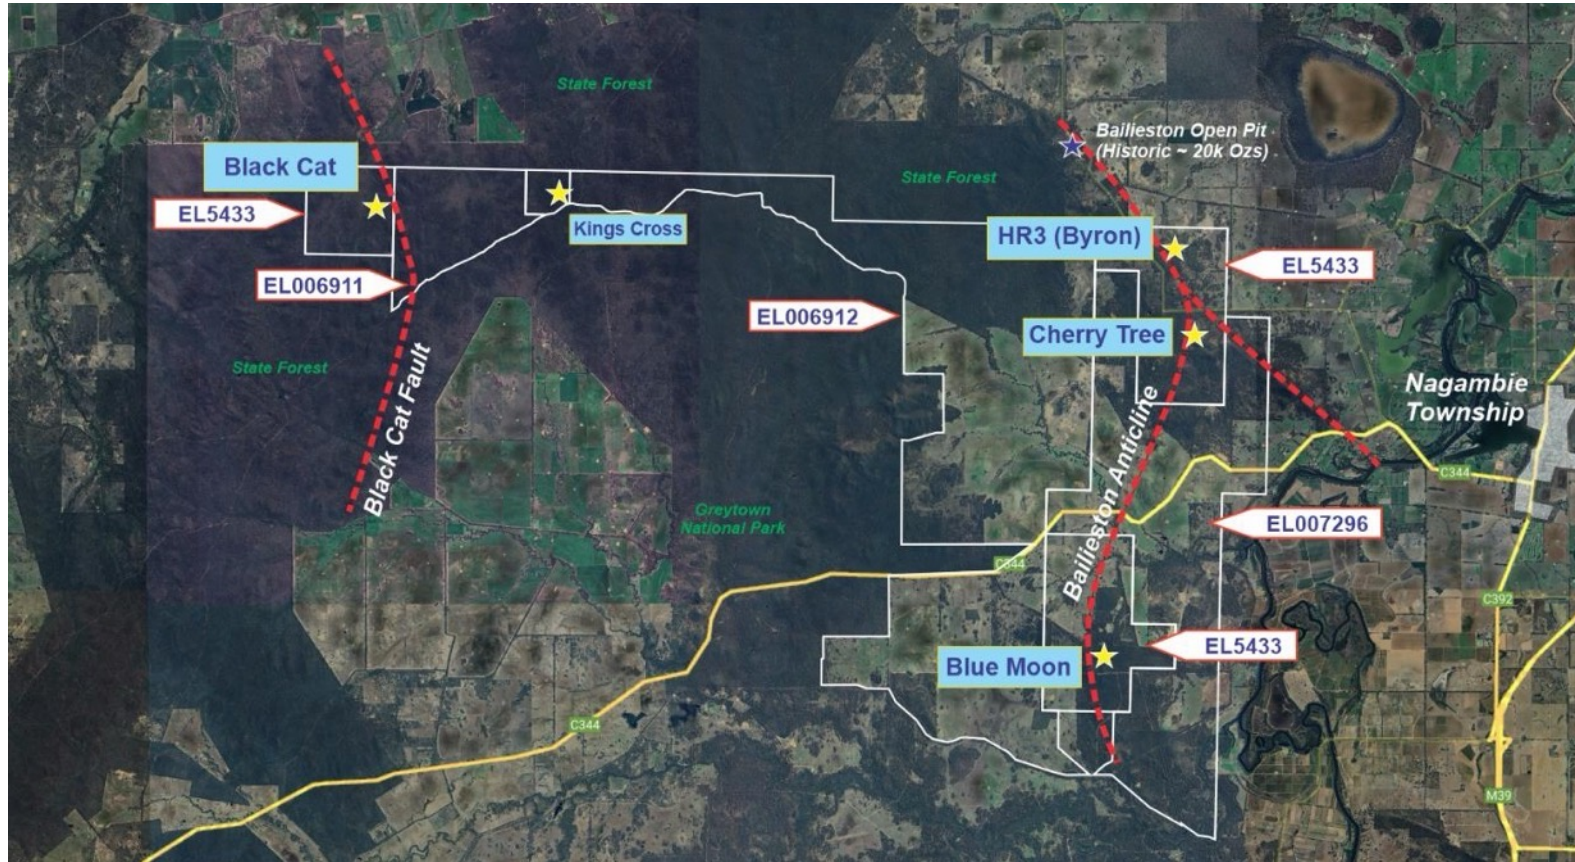 State Forest
Bailieston Open Pit
(Historic ~ 20k Ozs)
Black Cat
State Forest
EL5433
Kings Cross
HR3 (Byron)
EL5433
EL006911
EL006912
Cherry Tree
State Forest
Black Cat Fault
Nagambie
Township
Bailieston Anticline
C344
Greytown
National Park
EL007296
C344
C392
EL5433
Blue Moon
C344
M39